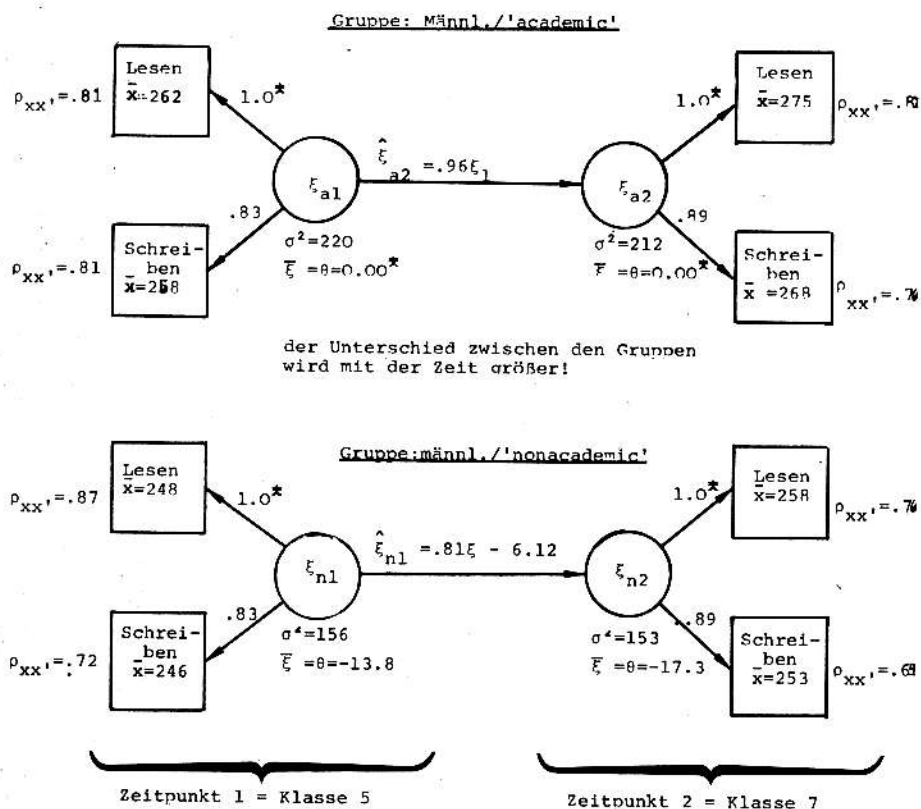 Gruppe: Männl./'academic'
Lesen
x̄=262
ρxx'=.81
1.0*
Lesen
x̄=275
1.0*
ξa1
ξ̂a2 =.96ξ1
ξa2
.83
.89
σ²=220
ξ̄ =θ=0.00*
σ²=212
ξ̄ =θ=0.00*
Schrei-
ben
x̄=258
ρxx'=.81
Schrei-
ben
x̄ =268
der Unterschied zwischen den Gruppen
wird mit der Zeit größer!
Gruppe:männl./'nonacademic'
Lesen
x̄=248
ρxx'=.87
1.0*
Lesen
x̄=258
1.0*
ξn1
ξ̂n1 =.81ξ - 6.12
ξn2
.83
.89
σ²=156
ξ̄ =θ=-13.8
σ²=153
ξ̄ =θ=-17.3
Schrei-
ben
x̄=246
ρxx'=.72
Schrei-
ben
x̄=253
Zeitpunkt 1 = Klasse 5
Zeitpunkt 2 = Klasse 7